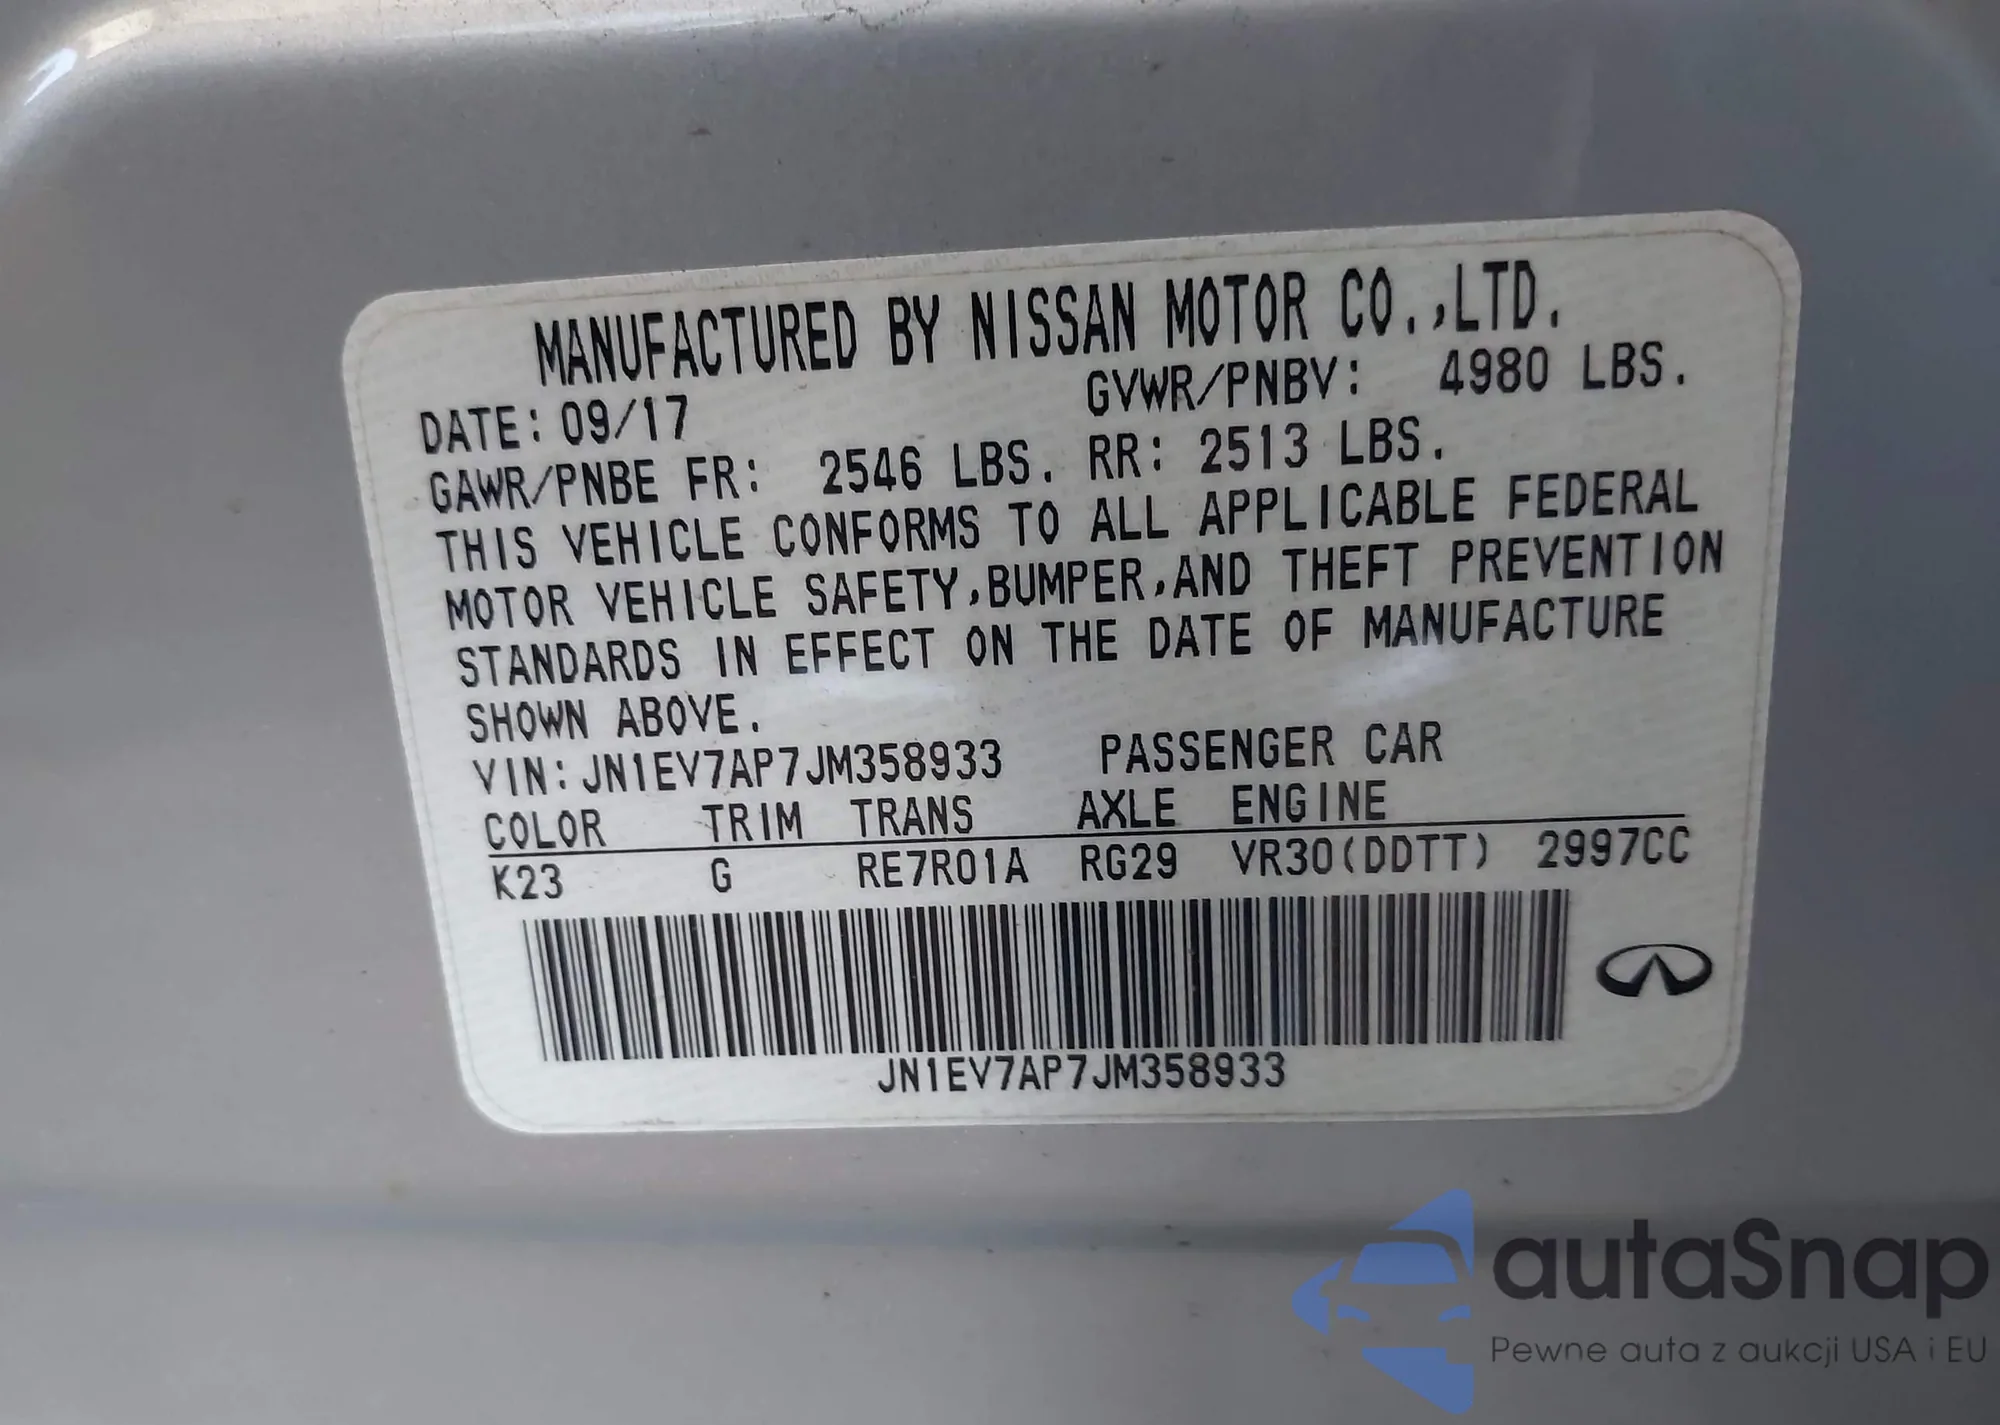 MANUFACTURED BY NISSAN MOTOR CO.,LTD.
DATE: 09/17 GVWR/PNBV: 4980 LBS.
GAWR/PNBE FR: 2546 LBS. RR: 2513 LBS.
THIS VEHICLE CONFORMS TO ALL APPLICABLE FEDERAL
MOTOR VEHICLE SAFETY,BUMPER,AND THEFT PREVENTION
STANDARDS IN EFFECT ON THE DATE OF MANUFACTURE
SHOWN ABOVE.
VIN: JN1EV7AP7JM358933 PASSENGER CAR
COLOR TRIM TRANS AXLE ENGINE
K23 G RE7R01A RG29 VR30(DDTT) 2997CC
JN1EV7AP7JM358933
autaSnap
Pewne auta z aukcji USA i EU